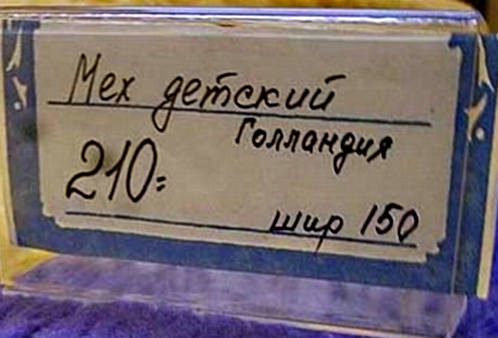 Мех детский
Голландия
210=
шир 150